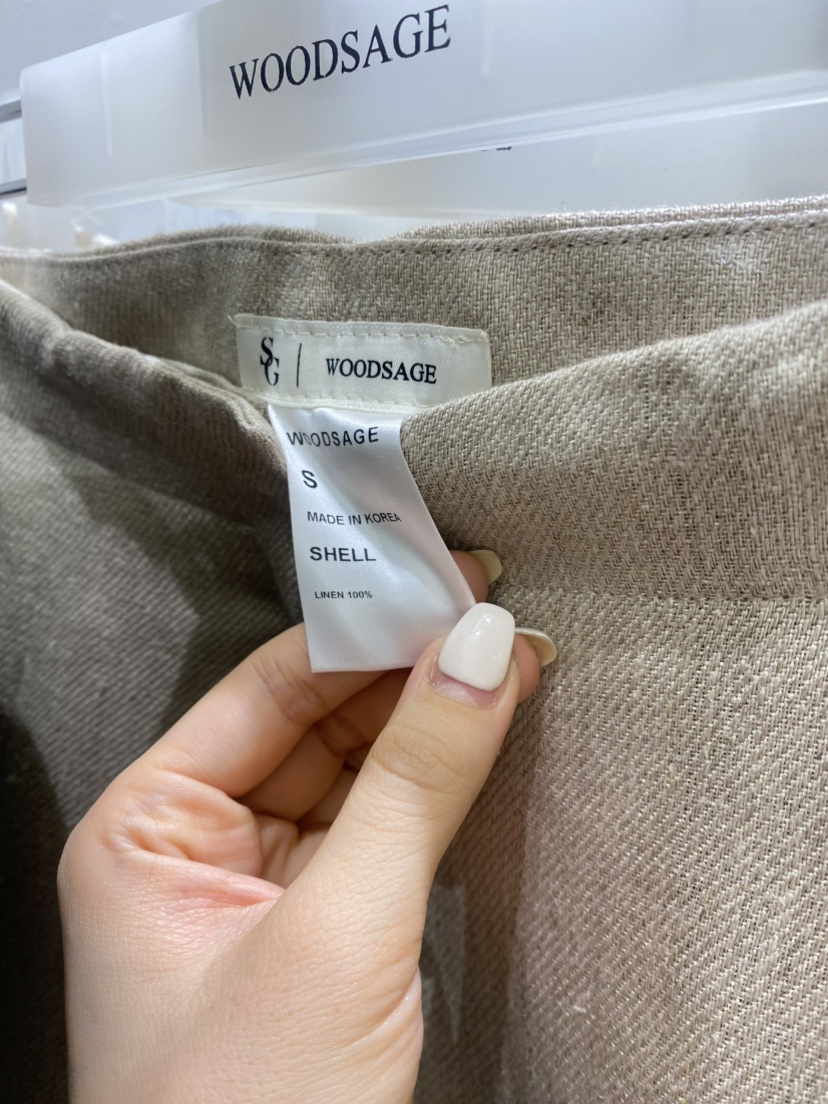 WOODSAGE
SG | WOODSAGE
WOODSAGE
S
MADE IN KOREA
SHELL
LINEN 100%